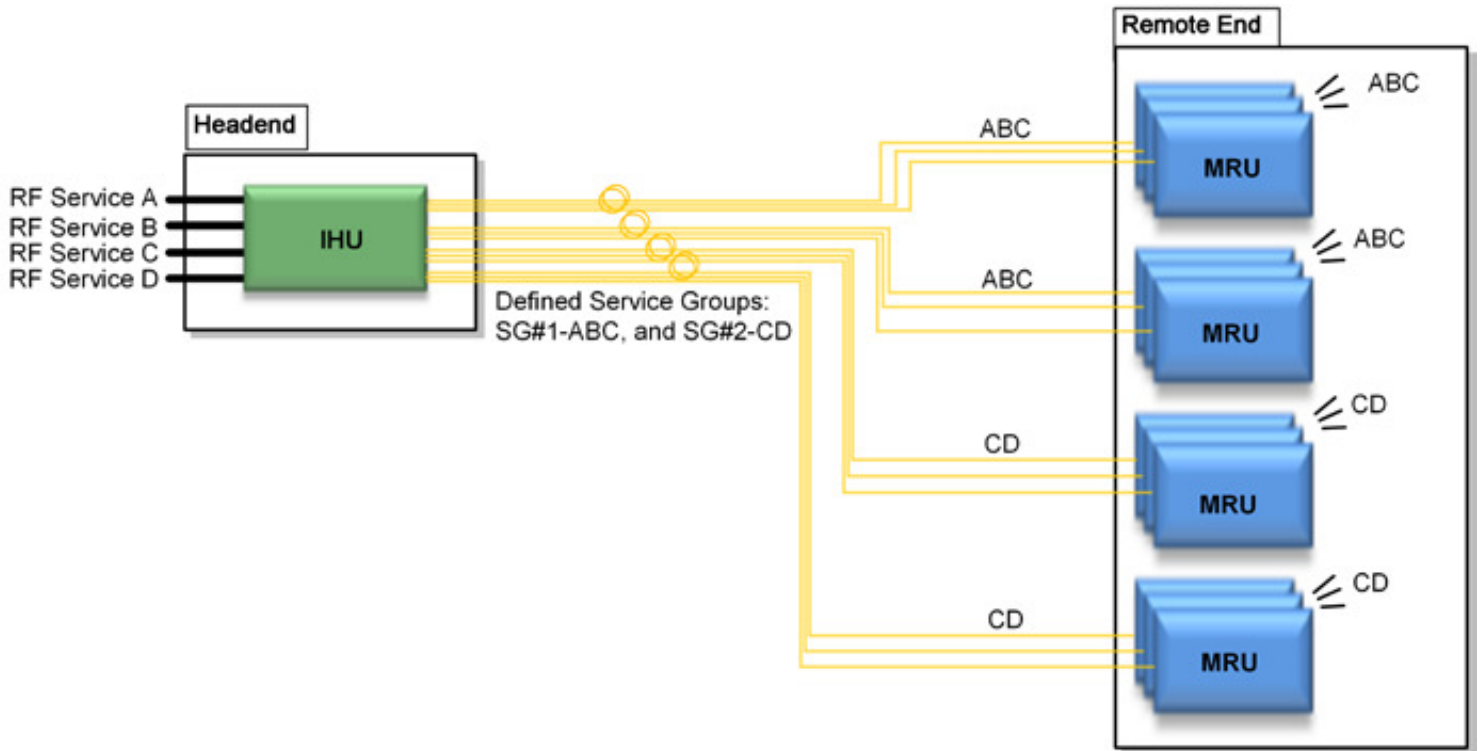 Remote End
Headend
RF Service A
RF Service B
RF Service C
RF Service D
IHU
Defined Service Groups:
SG#1-ABC, and SG#2-CD
ABC
MRU
ABC
ABC
MRU
ABC
CD
MRU
CD
CD
MRU
CD